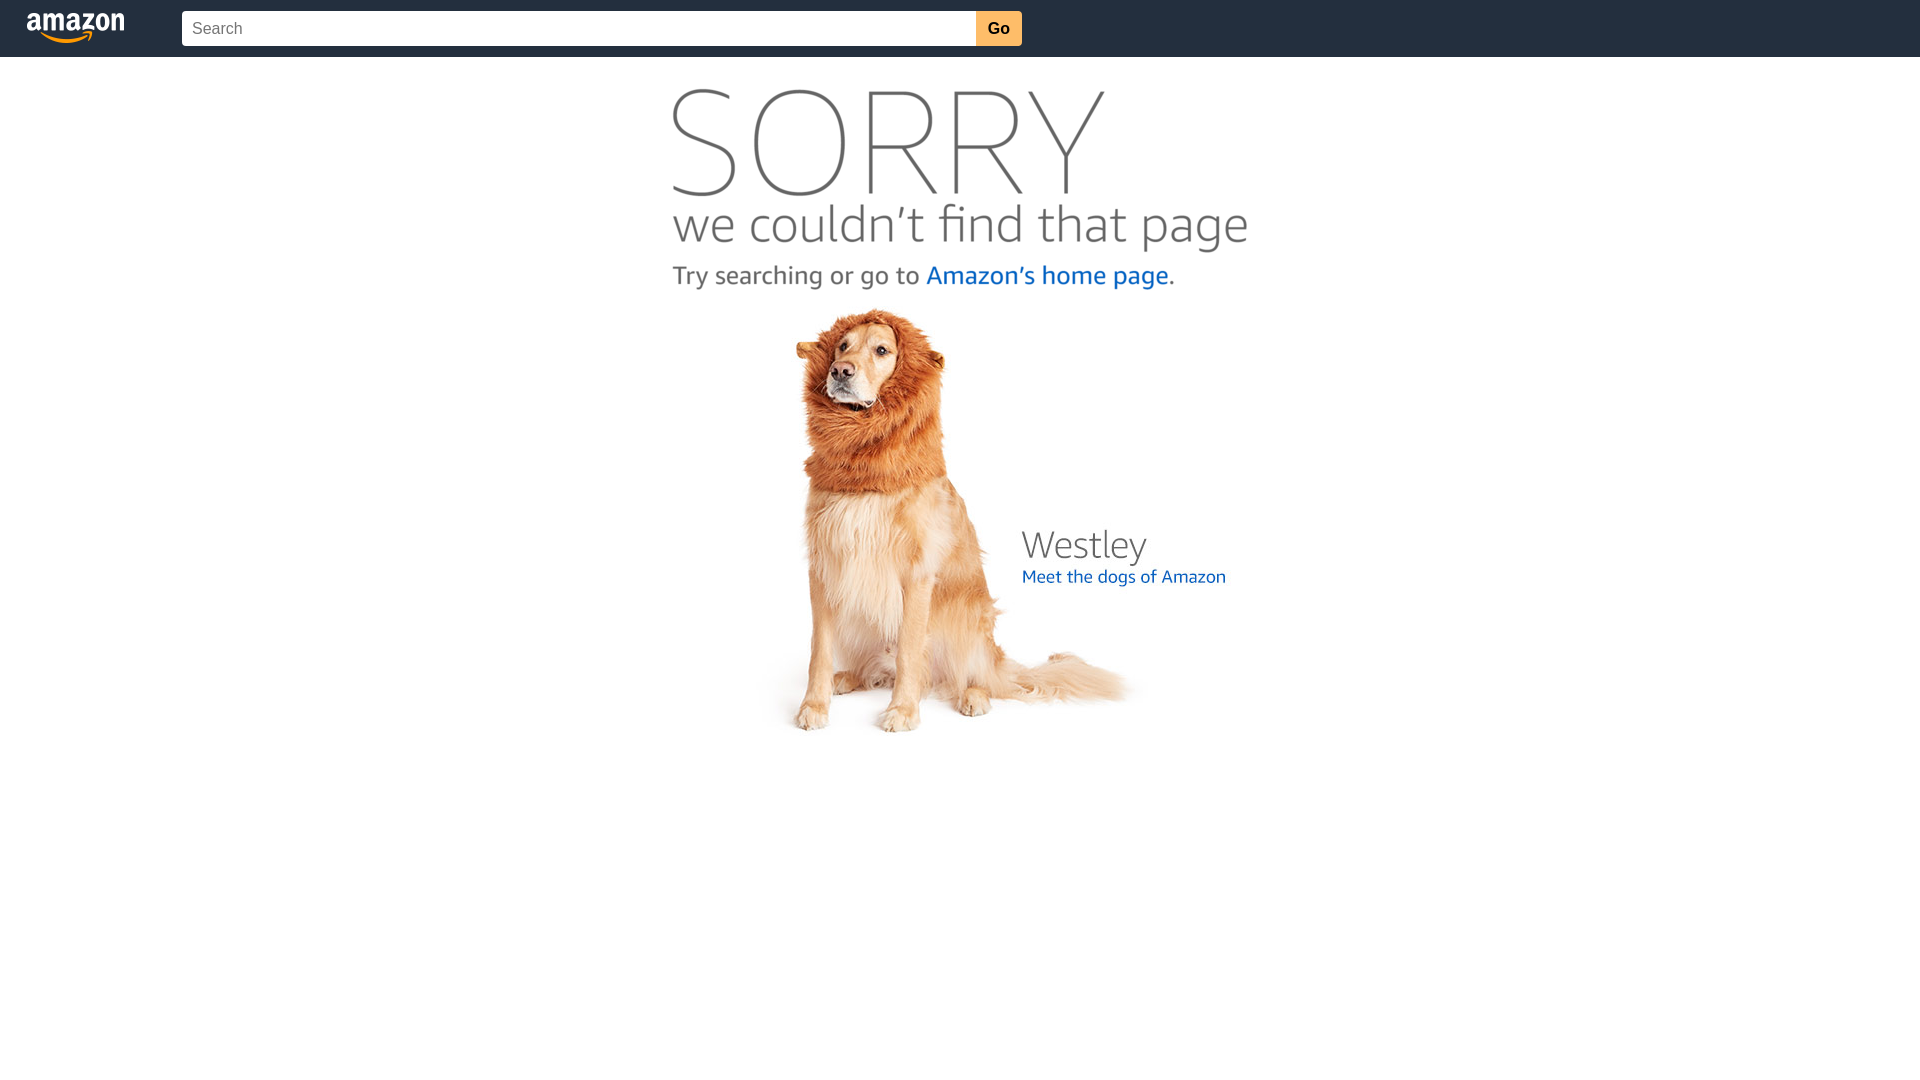 amazon
Search
Go
SORRY
we couldn't find that page
Try searching or go to Amazon's home page.
Westley
Meet the dogs of Amazon